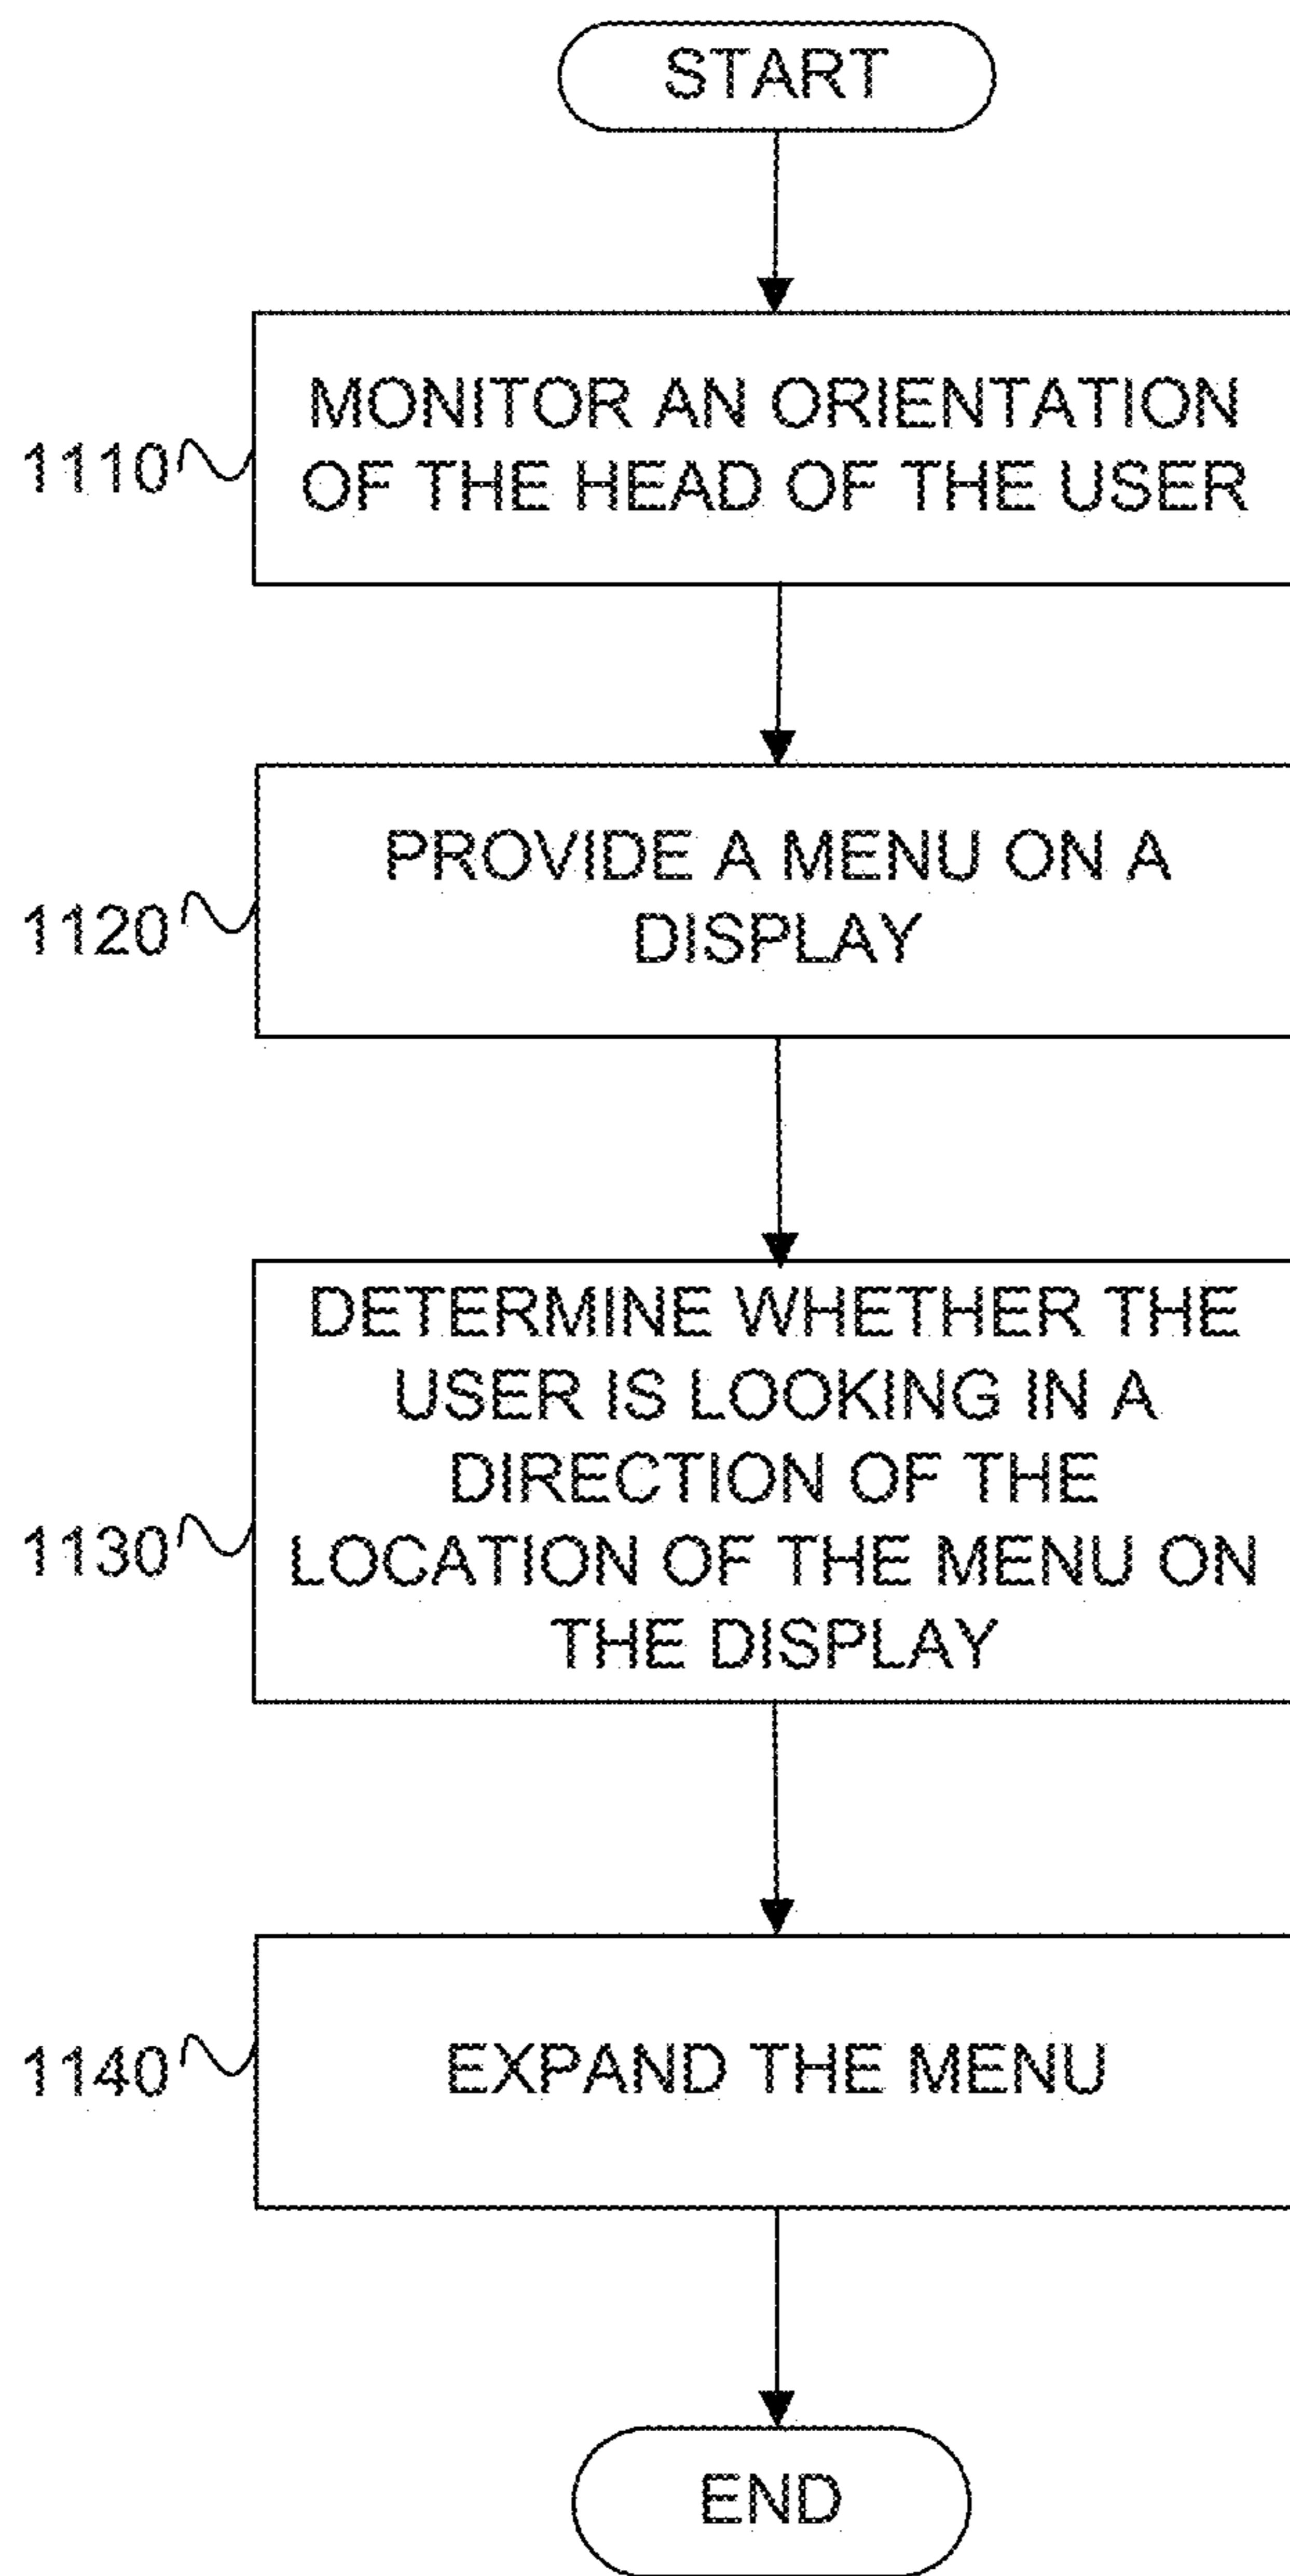 START
MONITOR AN ORIENTATION
OF THE HEAD OF THE USER
1110
PROVIDE A MENU ON A
DISPLAY
1120
DETERMINE WHETHER THE
USER IS LOOKING IN A
DIRECTION OF THE
LOCATION OF THE MENU ON
THE DISPLAY
1130
EXPAND THE MENU
1140
END